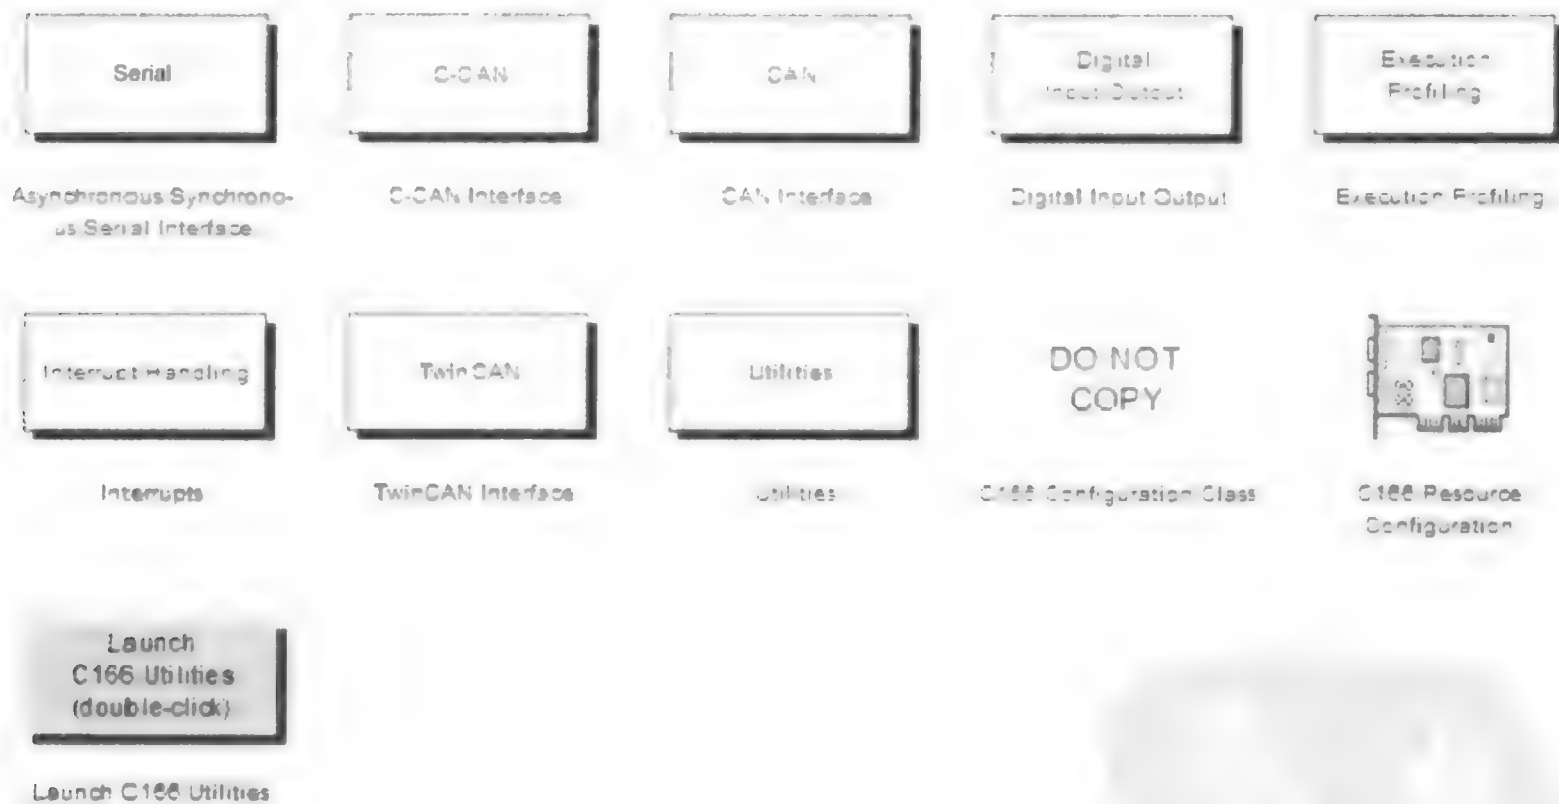 Serial
C-CAN
CAN
Digital
Input Output
Execution
Profiling
Asynchronous Synchrono-
us Serial Interface
C-CAN Interface
CAN Interface
Digital Input Output
Execution Profiling
Interrupt Handling
TwinCAN
Utilities
DO NOT
COPY
Interrupts
TwinCAN Interface
Utilities
C166 Configuration Class
C166 Resource
Configuration
Launch
C166 Utilities
(double-click)
Launch C166 Utilities